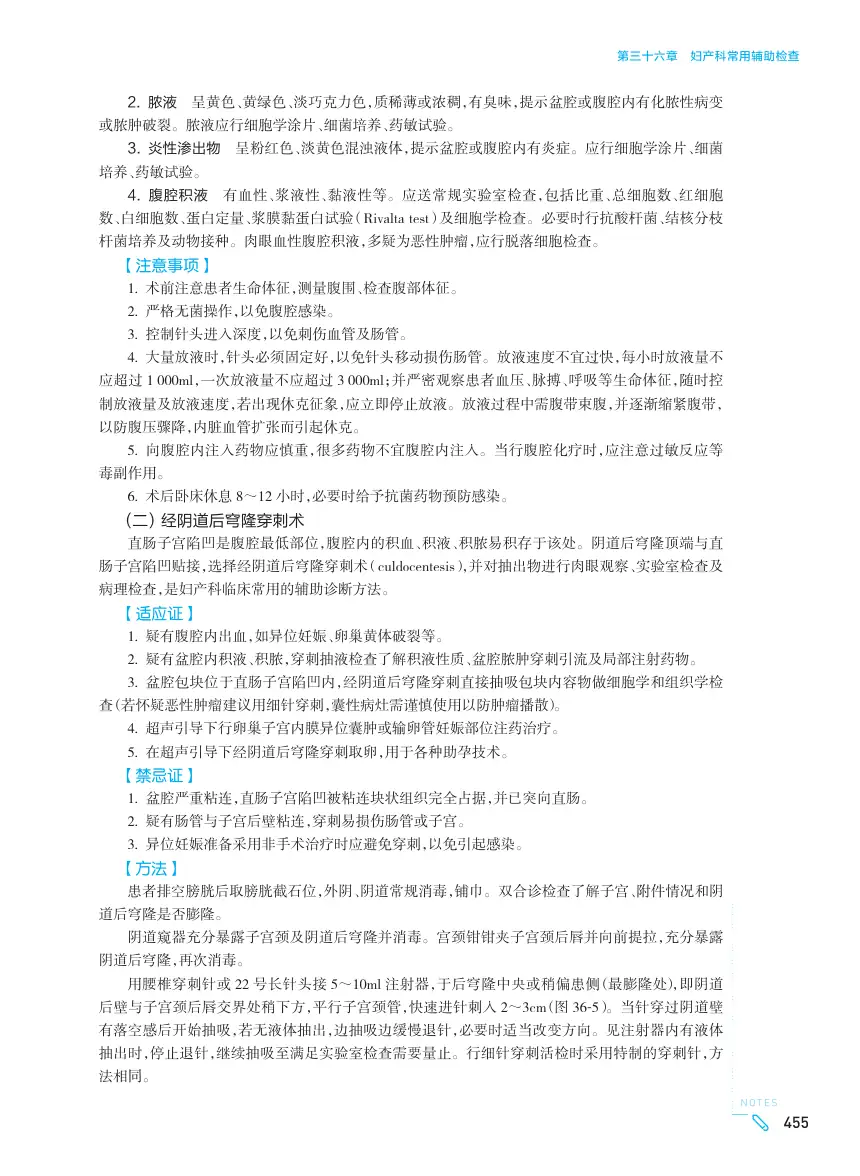 第三十六章 妇产科常用辅助检查
2. 脓液 呈黄色、黄绿色、淡巧克力色,质稀薄或浓稠,有臭味,提示盆腔或腹腔内有化脓性病变
或脓肿破裂。脓液应行细胞学涂片、细菌培养、药敏试验。
3. 炎性渗出物 呈粉红色、淡黄色混浊液体,提示盆腔或腹腔内有炎症。应行细胞学涂片、细菌
培养、药敏试验。
4. 腹腔积液 有血性、浆液性、黏液性等。应送常规实验室检查,包括比重、总细胞数、红细胞
数、白细胞数、蛋白定量、浆膜黏蛋白试验(Rivalta test)及细胞学检查。必要时行抗酸杆菌、结核分枝
杆菌培养及动物接种。肉眼血性腹腔积液,多疑为恶性肿瘤,应行脱落细胞检查。
【注意事项】
1. 术前注意患者生命体征,测量腹围、检查腹部体征。
2. 严格无菌操作,以免腹腔感染。
3. 控制针头进入深度,以免刺伤血管及肠管。
4. 大量放液时,针头必须固定好,以免针头移动损伤肠管。放液速度不宜过快,每小时放液量不
应超过 1 000ml,一次放液量不应超过 3 000ml;并严密观察患者血压、脉搏、呼吸等生命体征,随时控
制放液量及放液速度,若出现休克征象,应立即停止放液。放液过程中需腹带束腹,并逐渐缩紧腹带,
以防腹压骤降,内脏血管扩张而引起休克。
5. 向腹腔内注入药物应慎重,很多药物不宜腹腔内注入。当行腹腔化疗时,应注意过敏反应等
毒副作用。
6. 术后卧床休息 8～12 小时,必要时给予抗菌药物预防感染。
(二)经阴道后穹隆穿刺术
直肠子宫陷凹是腹腔最低部位,腹腔内的积血、积液、积脓易积存于该处。阴道后穹隆顶端与直
肠子宫陷凹贴接,选择经阴道后穹隆穿刺术(culdocentesis),并对抽出物进行肉眼观察、实验室检查及
病理检查,是妇产科临床常用的辅助诊断方法。
【适应证】
1. 疑有腹腔内出血,如异位妊娠、卵巢黄体破裂等。
2. 疑有盆腔内积液、积脓,穿刺抽液检查了解积液性质、盆腔脓肿穿刺引流及局部注射药物。
3. 盆腔包块位于直肠子宫陷凹内,经阴道后穹隆穿刺直接抽吸包块内容物做细胞学和组织学检
查(若怀疑恶性肿瘤建议用细针穿刺,囊性病灶需谨慎使用以防肿瘤播散)。
4. 超声引导下行卵巢子宫内膜异位囊肿或输卵管妊娠部位注药治疗。
5. 在超声引导下经阴道后穹隆穿刺取卵,用于各种助孕技术。
【禁忌证】
1. 盆腔严重粘连,直肠子宫陷凹被粘连块状组织完全占据,并已突向直肠。
2. 疑有肠管与子宫后壁粘连,穿刺易损伤肠管或子宫。
3. 异位妊娠准备采用非手术治疗时应避免穿刺,以免引起感染。
【方法】
患者排空膀胱后取膀胱截石位,外阴、阴道常规消毒,铺巾。双合诊检查了解子宫、附件情况和阴
道后穹隆是否膨隆。
阴道窥器充分暴露子宫颈及阴道后穹隆并消毒。宫颈钳钳夹子宫颈后唇并向前提拉,充分暴露
阴道后穹隆,再次消毒。
用腰椎穿刺针或 22 号长针头接 5～10ml 注射器,于后穹隆中央或稍偏患侧(最膨隆处),即阴道
后壁与子宫颈后唇交界处稍下方,平行子宫颈管,快速进针刺入 2～3cm(图 36-5)。当针穿过阴道壁
有落空感后开始抽吸,若无液体抽出,边抽吸边缓慢退针,必要时适当改变方向。见注射器内有液体
抽出时,停止退针,继续抽吸至满足实验室检查需要量止。行细针穿刺活检时采用特制的穿刺针,方
法相同。
NOTES
455